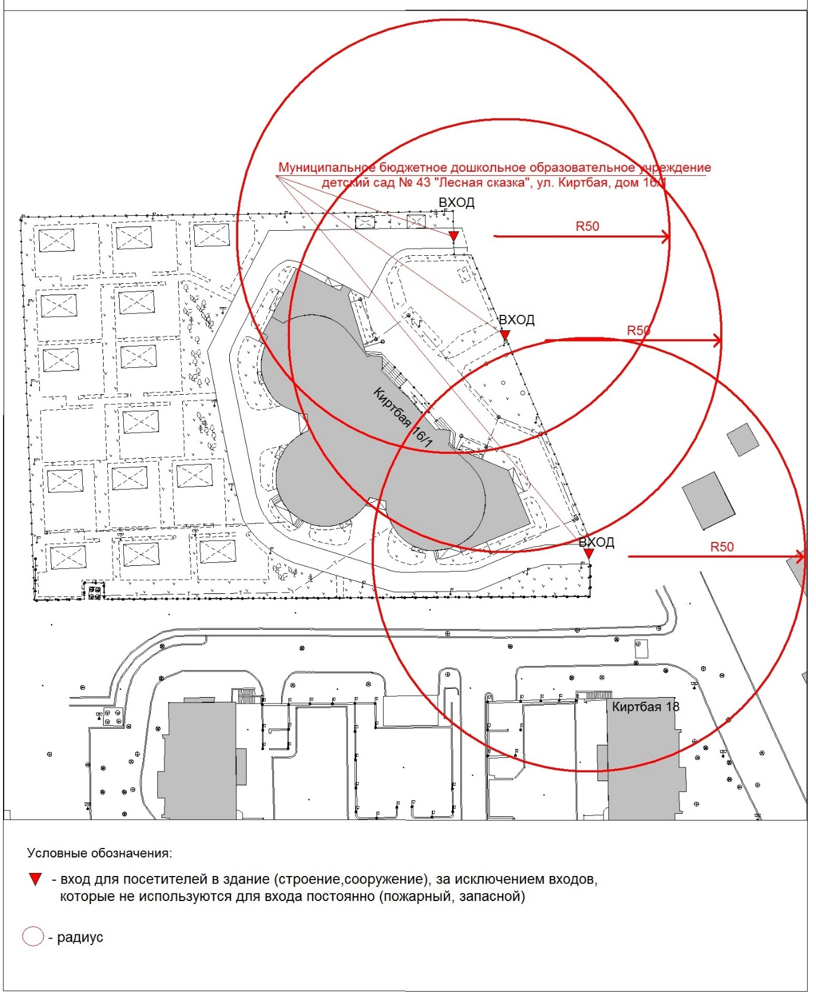 Муниципальное бюджетное дошкольное образовательное учреждение
детский сад № 43 "Лесная сказка", ул. Киртбая, дом 16/1
ВХОД
R50
ВХОД
R50
Киртбая 16/1
ВХОД
R50
Киртбая 18
Условные обозначения:
- вход для посетителей в здание (строение,сооружение), за исключением входов,
которые не используются для входа постоянно (пожарный, запасной)
- радиус